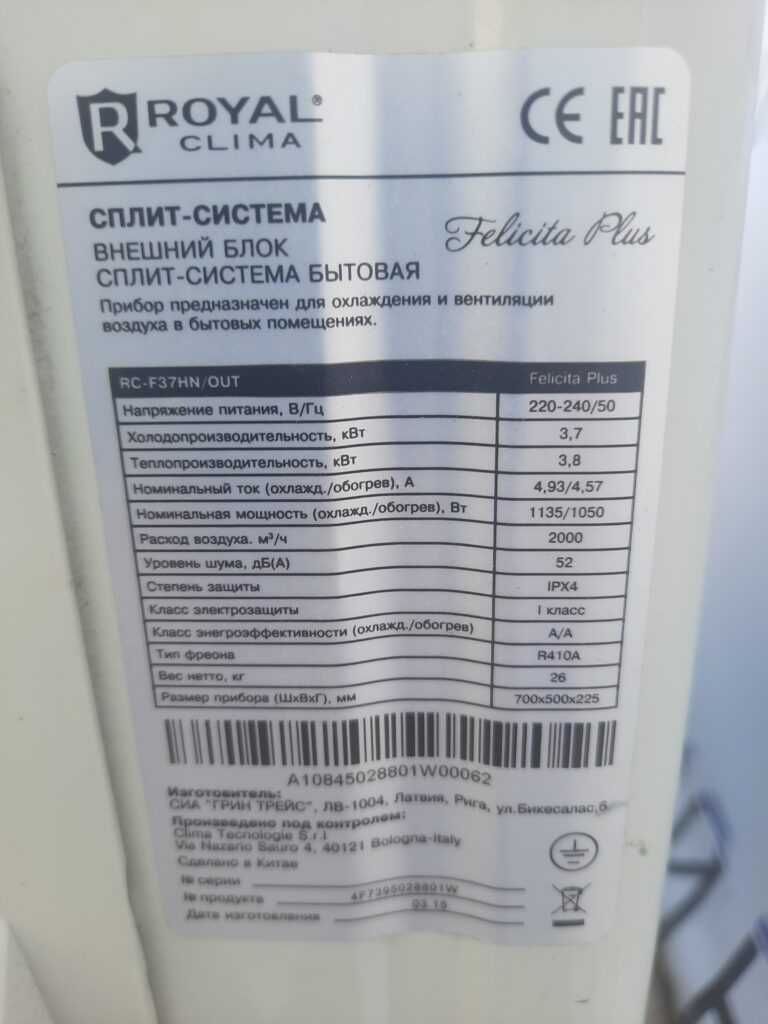 ROYAL®
CLIMA
CE EAC
СПЛИТ-СИСТЕМА
Felicita Plus
ВНЕШНИЙ БЛОК
СПЛИТ-СИСТЕМА БЫТОВАЯ
Прибор предназначен для охлаждения и вентиляции
воздуха в бытовых помещениях.
RC-F37HN/OUT Felicita Plus
Напряжение питания, В/Гц 220-240/50
Холодопроизводительность, кВт 3,7
Теплопроизводительность, кВт 3,8
Номинальный ток (охлажд./обогрев), А 4,93/4,57
Номинальная мощность (охлажд./обогрев), Вт 1135/1050
Расход воздуха. м³/ч 2000
Уровень шума, дБ(А) 52
Степень защиты IPX4
Класс электрозащиты I класс
Класс энергоэффективности (охлажд./обогрев) A/A
Тип фреона R410A
Вес нетто, кг 26
Размер прибора (ШхВхГ), мм 700x500x225
A10845028801W00062
Изготовитель:
СИА "ГРИН ТРЕЙС", ЛВ-1004, Латвия, Рига, ул.Бикесалас,6
Произведено под контролем:
Clima Tecnologie S.r.l
Via Nazario Sauro 4, 40121 Bologna-Italy
Сделано в Китае
№ серии
№ продукта 4F7395028801W
Дата изготовления 03.15